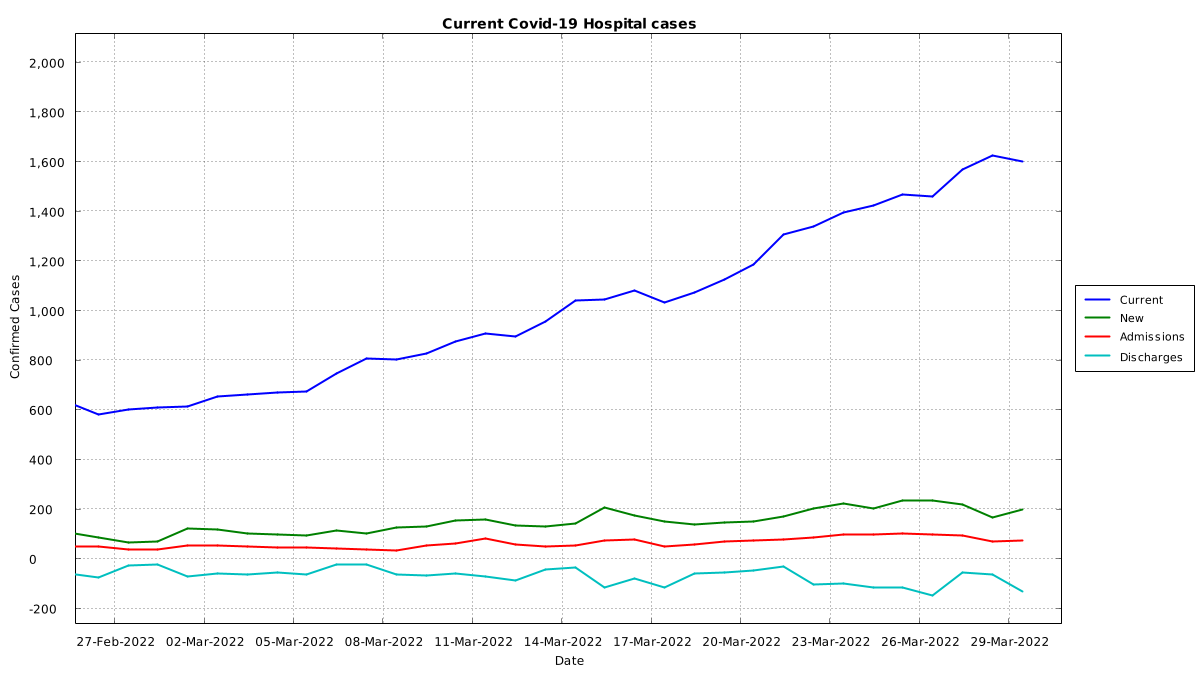 Current Covid-19 Hospital cases
2,000
1,800
1,600
1,400
1,200
1,000
800
600
400
200
0
-200
Confirmed Cases
27-Feb-2022 02-Mar-2022 05-Mar-2022 08-Mar-2022 11-Mar-2022 14-Mar-2022 17-Mar-2022 20-Mar-2022 23-Mar-2022 26-Mar-2022 29-Mar-2022
Date
Current
New
Admissions
Discharges